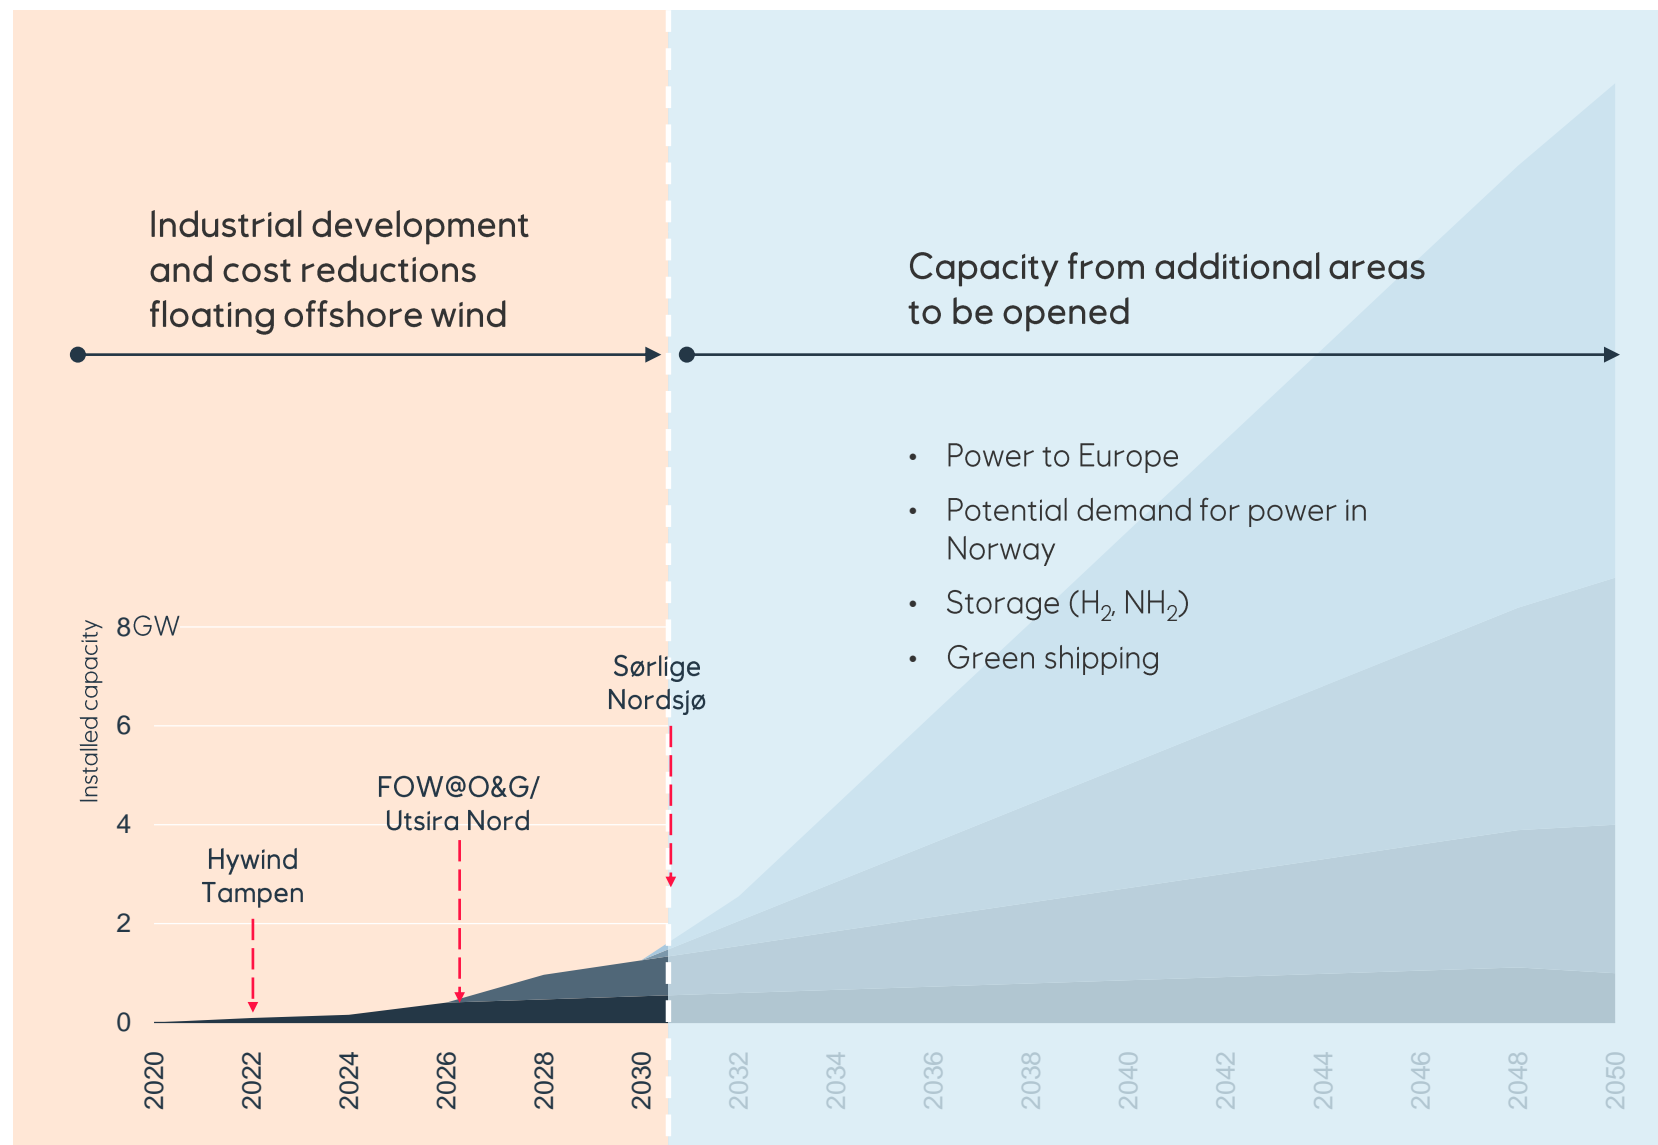 Industrial development
and cost reductions
floating offshore wind
Capacity from additional areas
to be opened
• Power to Europe
• Potential demand for power in
Norway
• Storage (H₂, NH₂)
• Green shipping
Installed capacity
8GW
6
4
2
0
Sørlige
Nordsjø
FOW@O&G/
Utsira Nord
Hywind
Tampen
2020
2022
2024
2026
2028
2030
2032
2034
2036
2038
2040
2042
2044
2046
2048
2050